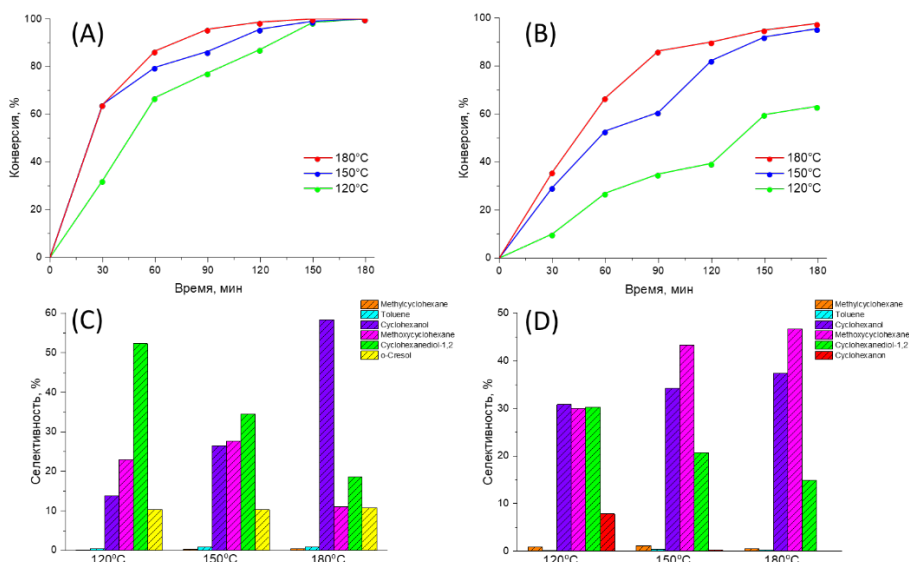 (A)
Конверсия, %
100
80
60
40
20
0
180°C
150°C
120°C
0 30 60 90 120 150 180
Время, мин
(B)
Конверсия, %
100
80
60
40
20
0
180°C
150°C
120°C
0 30 60 90 120 150 180
Время, мин
(C)
Селективность, %
60
50
40
30
20
10
0
Methylcyclohexane
Toluene
Cyclohexanol
Methoxycyclohexane
Cyclohexanediol-1,2
o-Cresol
120°C 150°C 180°C
(D)
Селективность, %
50
40
30
20
10
0
Methylcyclohexane
Toluene
Cyclohexanol
Methoxycyclohexane
Cyclohexanediol-1,2
Cyclohexanon
120°C 150°C 180°C